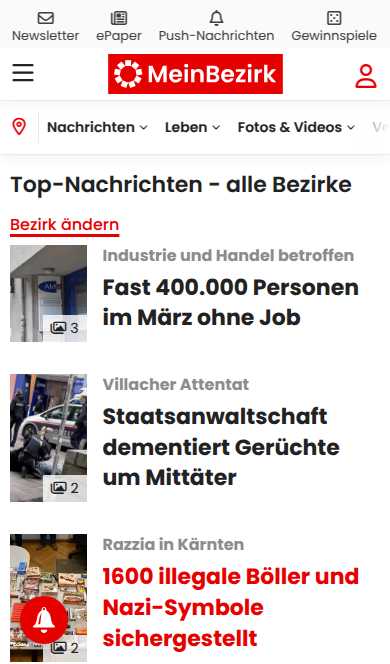 Newsletter ePaper Push-Nachrichten Gewinnspiele
MeinBezirk
Nachrichten Leben Fotos & Videos
Top-Nachrichten - alle Bezirke
Bezirk ändern
Industrie und Handel betroffen
Fast 400.000 Personen
im März ohne Job
3
Villacher Attentat
Staatsanwaltschaft
dementiert Gerüchte
um Mittäter
2
Razzia in Kärnten
1600 illegale Böller und
Nazi-Symbole
sichergestellt
2